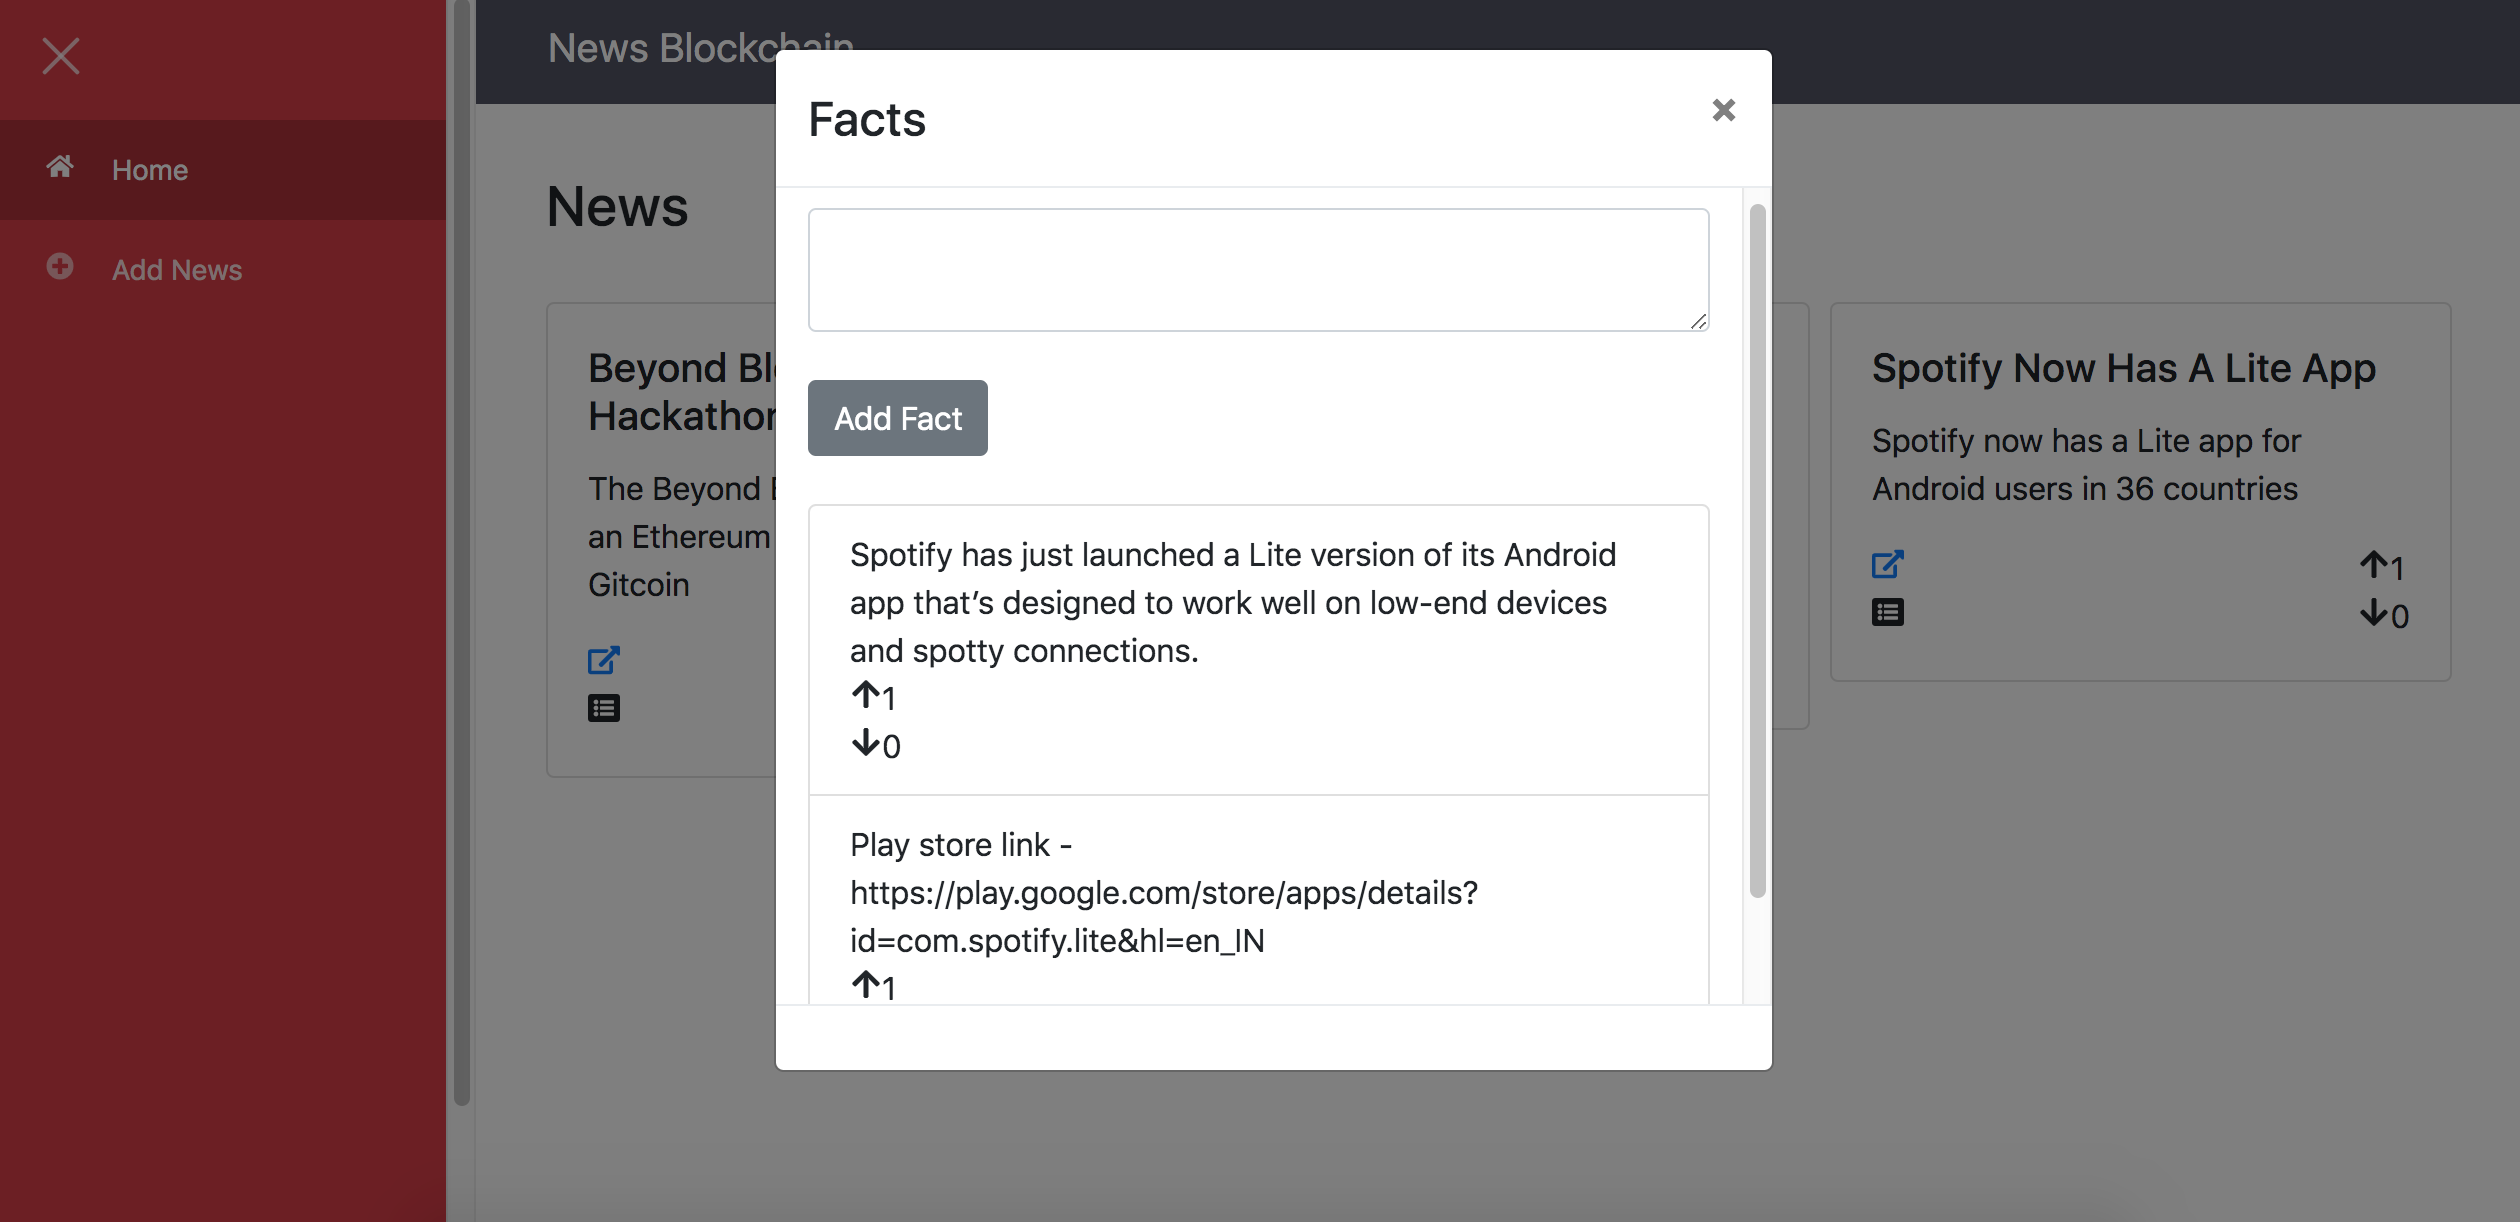 Home
Add News
News Blockchain
News
Beyond
Hackathon
The Beyond
an Ethereum
Gitcoin
Facts
Add Fact
Spotify has just launched a Lite version of its Android
app that’s designed to work well on low-end devices
and spotty connections.
1
0
Play store link -
https://play.google.com/store/apps/details?
id=com.spotify.lite&hl=en_IN
1
Spotify Now Has A Lite App
Spotify now has a Lite app for
Android users in 36 countries
1
0